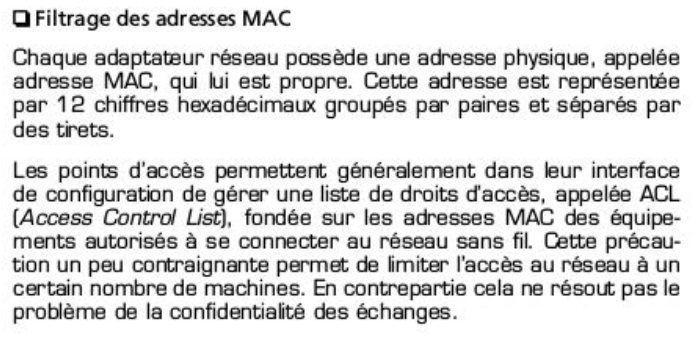 ❑ Filtrage des adresses MAC
Chaque adaptateur réseau possède une adresse physique, appelée
adresse MAC, qui lui est propre. Cette adresse est représentée
par 12 chiffres hexadécimaux groupés par paires et séparés par
des tirets.
Les points d'accès permettent généralement dans leur interface
de configuration de gérer une liste de droits d'accès, appelée ACL
(Access Control List), fondée sur les adresses MAC des équipe-
ments autorisés à se connecter au réseau sans fil. Cette précau-
tion un peu contraignante permet de limiter l'accès au réseau à un
certain nombre de machines. En contrepartie cela ne résout pas le
problème de la confidentialité des échanges.